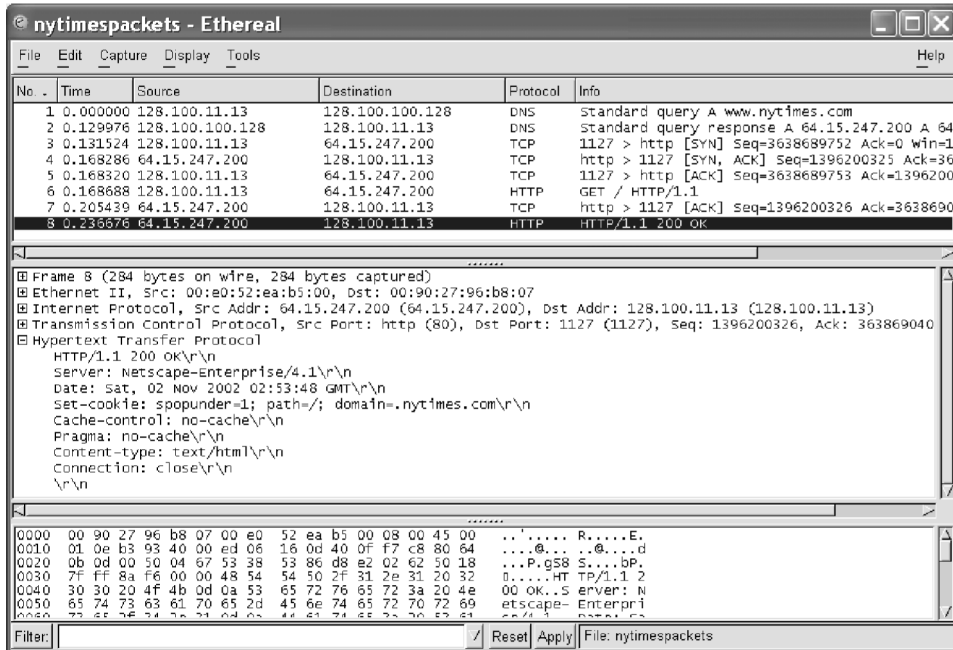 nytimespackets - Ethereal
File Edit Capture Display Tools Help
No. . Time Source Destination Protocol Info
1 0.000000 128.100.11.13 128.100.100.128 DNS Standard query A www.nytimes.com
2 0.129976 128.100.100.128 128.100.11.13 DNS Standard query response A 64.15.247.200 A 64
3 0.131524 128.100.11.13 64.15.247.200 TCP 1127 > http [SYN] Seq=3638689752 Ack=0 Win=1
4 0.168286 64.15.247.200 128.100.11.13 TCP http > 1127 [SYN, ACK] Seq=1396200325 Ack=36
5 0.168320 128.100.11.13 64.15.247.200 TCP 1127 > http [ACK] Seq=3638689753 Ack=1396200
6 0.168688 128.100.11.13 64.15.247.200 HTTP GET / HTTP/1.1
7 0.205439 64.15.247.200 128.100.11.13 TCP http > 1127 [ACK] Seq=1396200326 Ack=3638690
8 0.236676 64.15.247.200 128.100.11.13 HTTP HTTP/1.1 200 OK
Frame 8 (284 bytes on wire, 284 bytes captured)
Ethernet II, Src: 00:e0:52:ea:b5:00, Dst: 00:90:27:96:b8:07
Internet Protocol, Src Addr: 64.15.247.200 (64.15.247.200), Dst Addr: 128.100.11.13 (128.100.11.13)
Transmission Control Protocol, Src Port: http (80), Dst Port: 1127 (1127), Seq: 1396200326, Ack: 363869040
Hypertext Transfer Protocol
HTTP/1.1 200 OK\r\n
Server: Netscape-Enterprise/4.1\r\n
Date: Sat, 02 Nov 2002 02:53:48 GMT\r\n
Set-cookie: spopunder=1; path=/; domain=.nytimes.com\r\n
Cache-control: no-cache\r\n
Pragma: no-cache\r\n
Content-type: text/html\r\n
Connection: close\r\n
\r\n
0000 00 90 27 96 b8 07 00 e0 52 ea b5 00 08 00 45 00 ..'..... R.....E.
0010 01 0e b3 93 40 00 ed 06 16 0d 40 0f f7 c8 80 64 ....@... ..@....d
0020 0b 0d 00 50 04 67 53 38 53 86 d8 e2 02 62 50 18 ...P.gS8 S....bP.
0030 7f ff 8a f6 00 00 48 54 54 50 2f 31 2e 31 20 32 ......HT TP/1.1 2
0040 30 30 20 4f 4b 0d 0a 53 65 72 76 65 72 3a 20 4e 00 OK..S erver: N
0050 65 74 73 63 61 70 65 2d 45 6e 74 65 72 70 72 69 etscape- Enterpri
Filter: Reset Apply File: nytimespackets